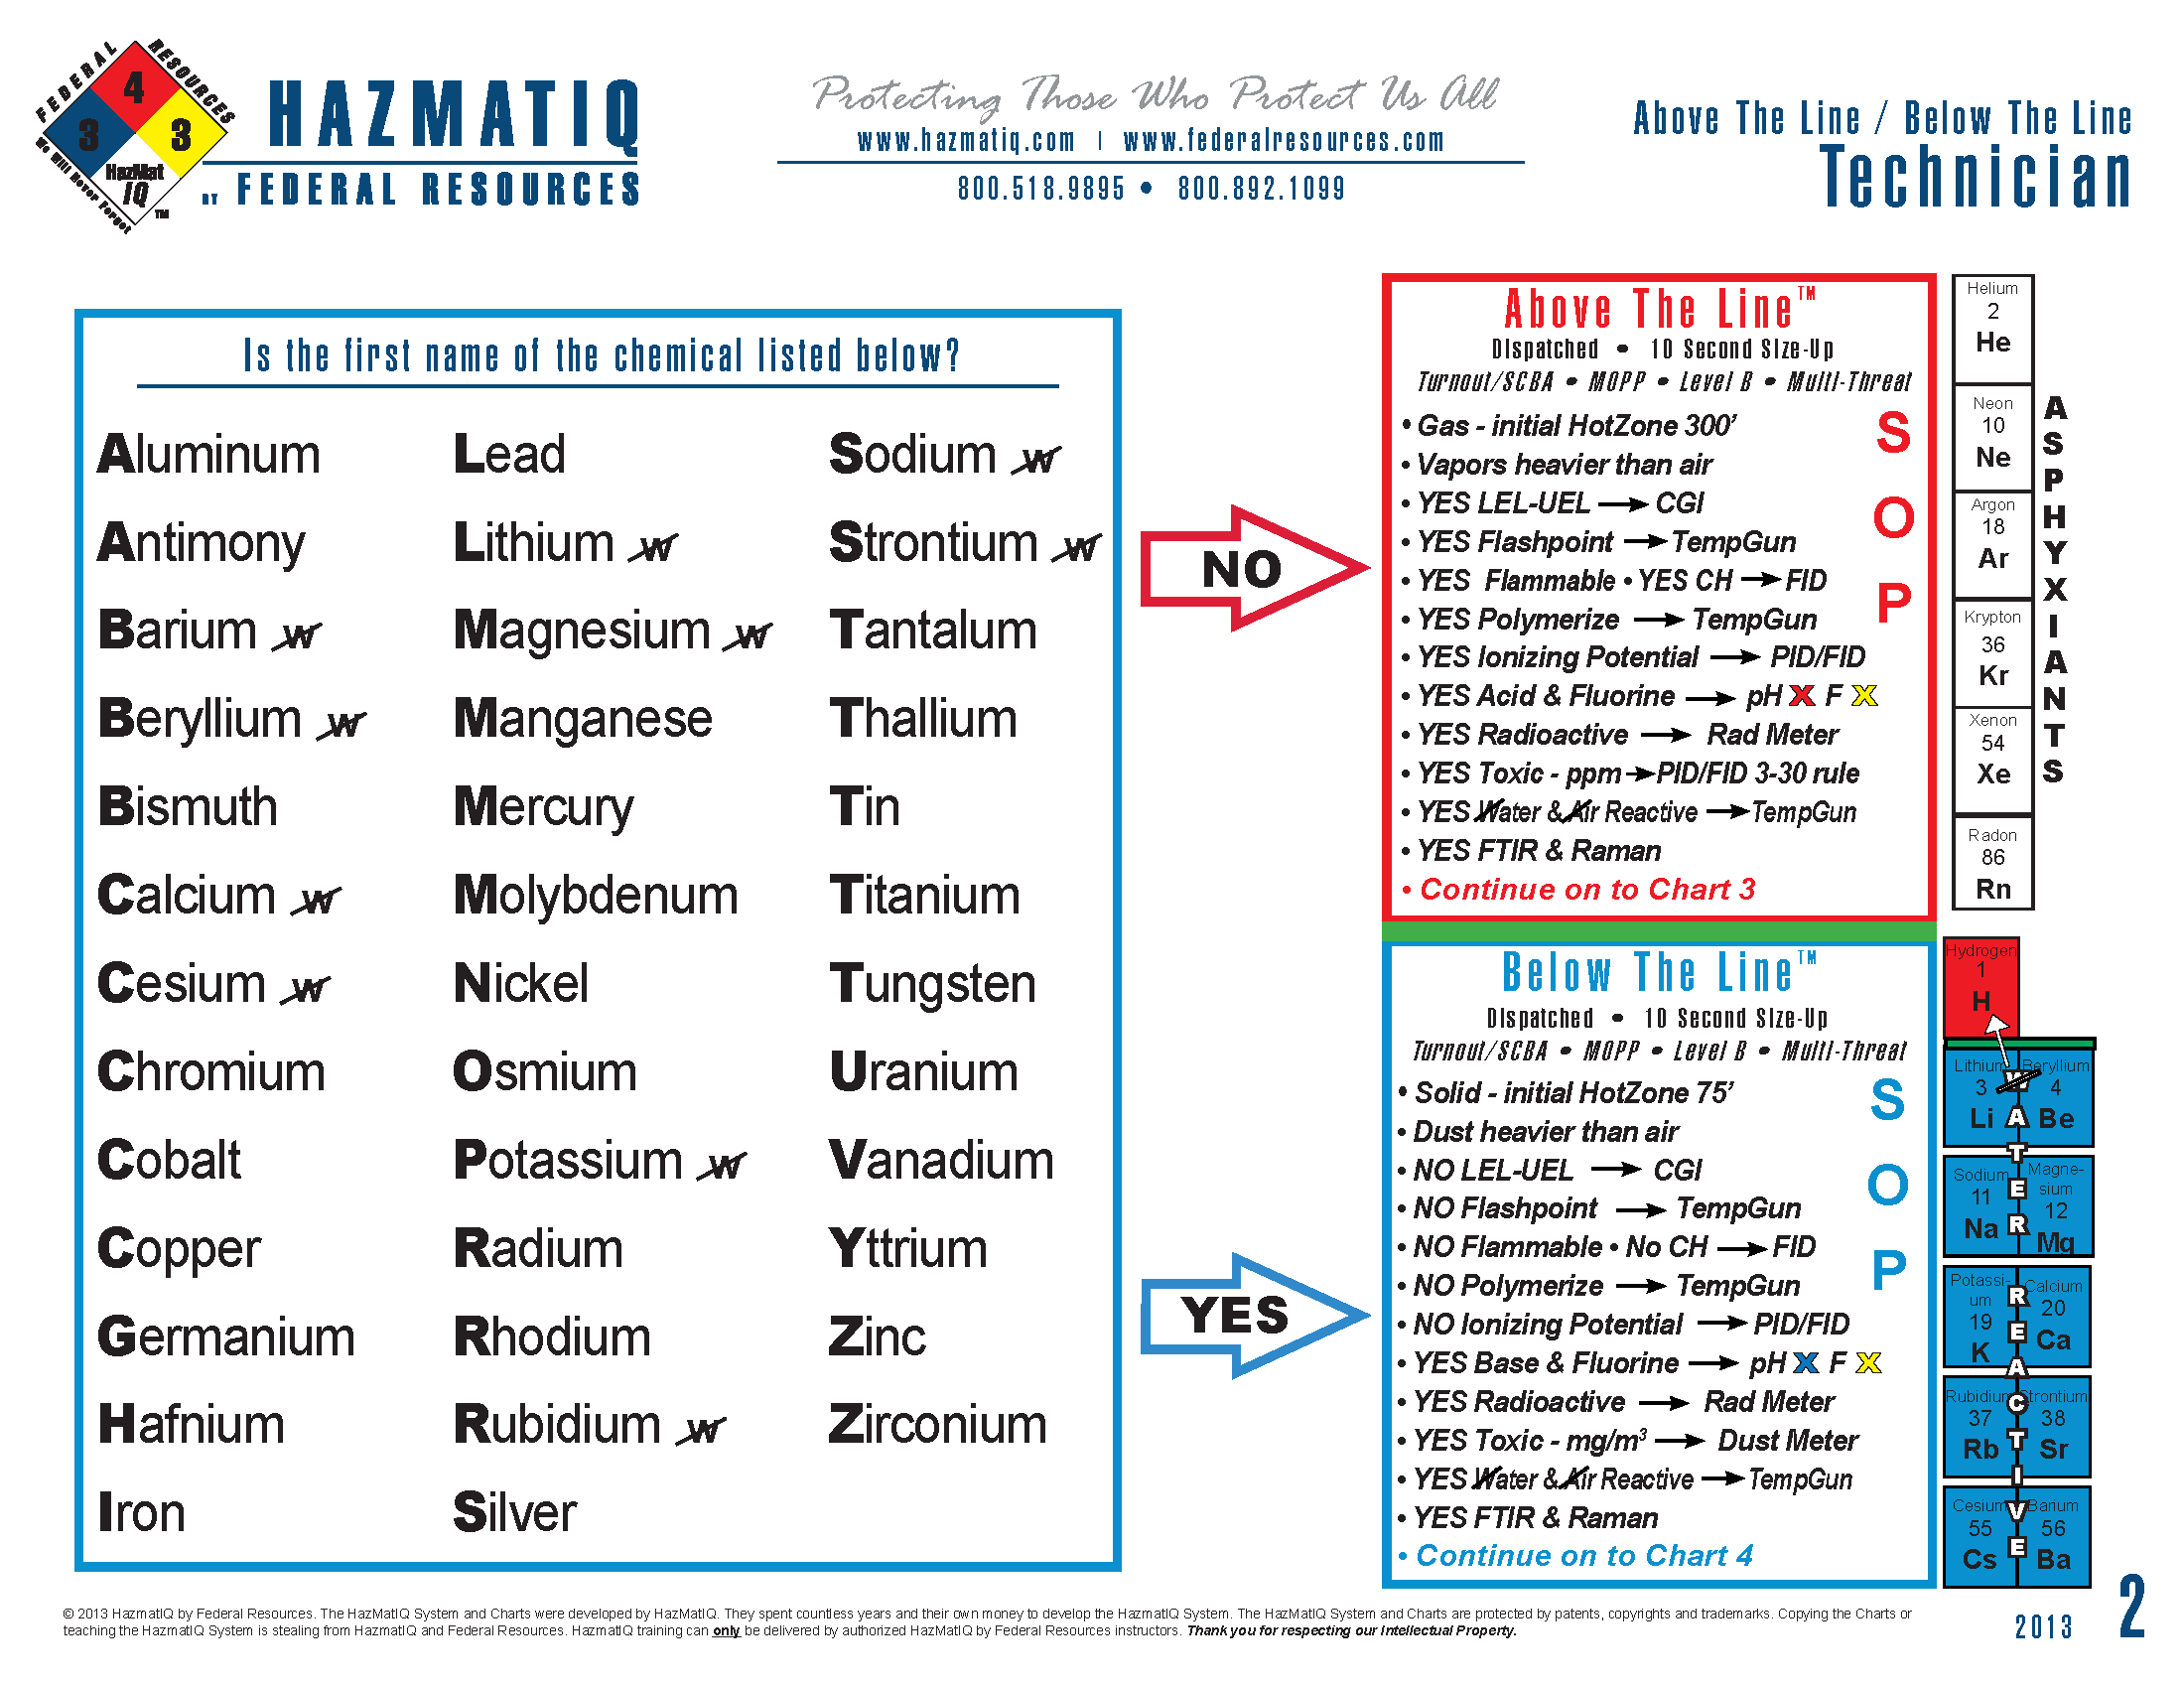 FEDERAL RESOURCES
4
3 3
HazMat
IQ
TM
We Will Never Forget
HAZMATIQ
BY FEDERAL RESOURCES
Protecting Those Who Protect Us All
www.hazmatiq.com | www.federalresources.com
800.518.9895 • 800.892.1099
Above The Line / Below The Line
Technician
Is the first name of the chemical listed below?
Aluminum
Antimony
Barium W
Beryllium W
Bismuth
Calcium W
Cesium W
Chromium
Cobalt
Copper
Germanium
Hafnium
Iron
Lead
Lithium W
Magnesium W
Manganese
Mercury
Molybdenum
Nickel
Osmium
Potassium W
Radium
Rhodium
Rubidium W
Silver
Sodium W
Strontium W
Tantalum
Thallium
Tin
Titanium
Tungsten
Uranium
Vanadium
Yttrium
Zinc
Zirconium
NO
YES
Above The Line™
Dispatched • 10 Second Size-Up
Turnout/SCBA • MOPP • Level B • Multi-Threat
• Gas - initial HotZone 300’
• Vapors heavier than air
• YES LEL-UEL → CGI
• YES Flashpoint → TempGun
• YES Flammable • YES CH → FID
• YES Polymerize → TempGun
• YES Ionizing Potential → PID/FID
• YES Acid & Fluorine → pH X F X
• YES Radioactive → Rad Meter
• YES Toxic - ppm → PID/FID 3-30 rule
• YES Water & Air Reactive → TempGun
• YES FTIR & Raman
• Continue on to Chart 3
S
O
P
Below The Line™
Dispatched • 10 Second Size-Up
Turnout/SCBA • MOPP • Level B • Multi-Threat
• Solid - initial HotZone 75’
• Dust heavier than air
• NO LEL-UEL → CGI
• NO Flashpoint → TempGun
• NO Flammable • No CH → FID
• NO Polymerize → TempGun
• NO Ionizing Potential → PID/FID
• YES Base & Fluorine → pH X F X
• YES Radioactive → Rad Meter
• YES Toxic - mg/m³ → Dust Meter
• YES Water & Air Reactive → TempGun
• YES FTIR & Raman
• Continue on to Chart 4
S
O
P
Helium
2
He
Neon
10
Ne
Argon
18
Ar
Krypton
36
Kr
Xenon
54
Xe
Radon
86
Rn
ASPHYXIANTS
Hydrogen
1
H
Lithium
3
Li
Beryllium
4
Be
Sodium
11
Na
Magne-
sium
12
Mg
Potassi-
um
19
K
Calcium
20
Ca
Rubidium
37
Rb
Strontium
38
Sr
Cesium
55
Cs
Barium
56
Ba
WATER REACTIVE
© 2013 HazmatIQ by Federal Resources. The HazMatIQ System and Charts were developed by HazMatIQ. They spent countless years and their own money to develop the HazmatIQ System. The HazMatIQ System and Charts are protected by patents, copyrights and trademarks. Copying the Charts or
teaching the HazmatIQ System is stealing from HazmatIQ and Federal Resources. HazmatIQ training can only be delivered by authorized HazMatIQ by Federal Resources instructors. Thank you for respecting our Intellectual Property.
2013 2